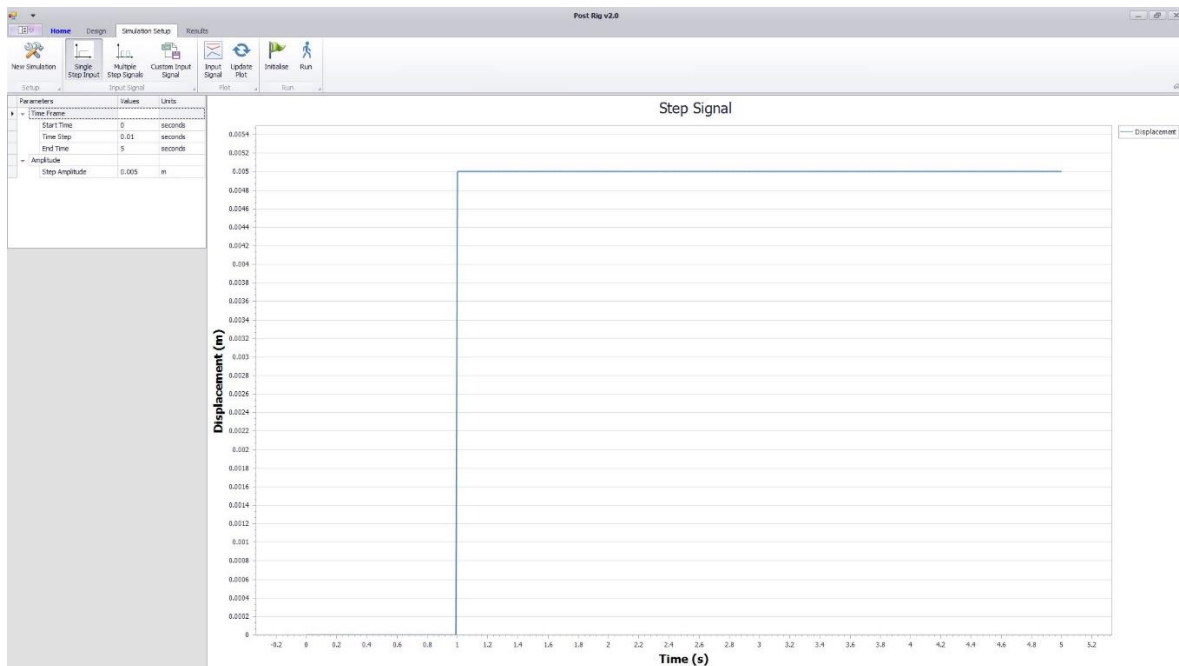 Post Rig v2.0
Home Design Simulation Setup Results
New Simulation
Single Step Input
Multiple Step Signals
Custom Input Signal
Input Signal
Update Plot
Initialise
Run
Setup Input Signal Plot Run
Parameters Values Units
Time Frame
Start Time 0 seconds
Time Step 0.01 seconds
End Time 5 seconds
Amplitude
Step Amplitude 0.005 m
Step Signal
Displacement
Displacement (m)
0.0054
0.0052
0.005
0.0048
0.0046
0.0044
0.0042
0.004
0.0038
0.0036
0.0034
0.0032
0.003
0.0028
0.0026
0.0024
0.0022
0.002
0.0018
0.0016
0.0014
0.0012
0.001
0.0008
0.0006
0.0004
0.0002
0
-0.2 0 0.2 0.4 0.6 0.8 1 1.2 1.4 1.6 1.8 2 2.2 2.4 2.6 2.8 3 3.2 3.4 3.6 3.8 4 4.2 4.4 4.6 4.8 5 5.2
Time (s)